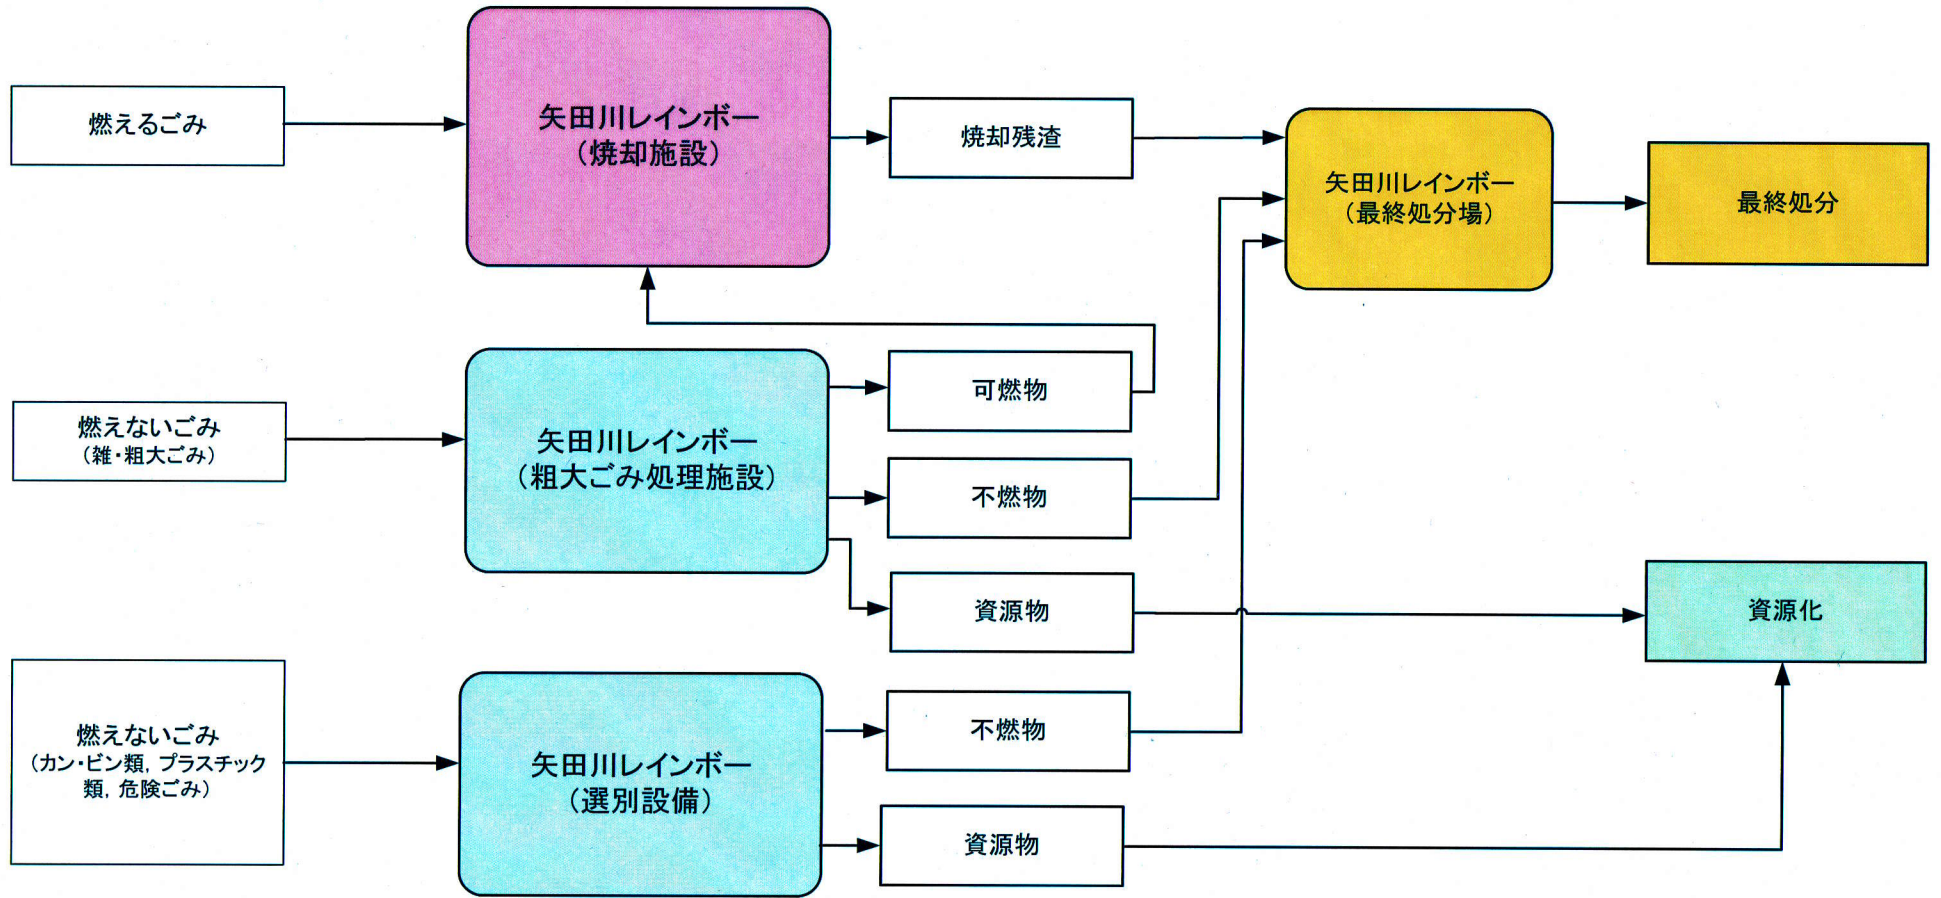 燃えるごみ
矢田川レインボー
（焼却施設）
焼却残渣
矢田川レインボー
（最終処分場）
最終処分
燃えないごみ
（雑・粗大ごみ）
矢田川レインボー
（粗大ごみ処理施設）
可燃物
不燃物
資源物
資源化
燃えないごみ
（カン・ビン類，プラスチック
類，危険ごみ）
矢田川レインボー
（選別設備）
不燃物
資源物